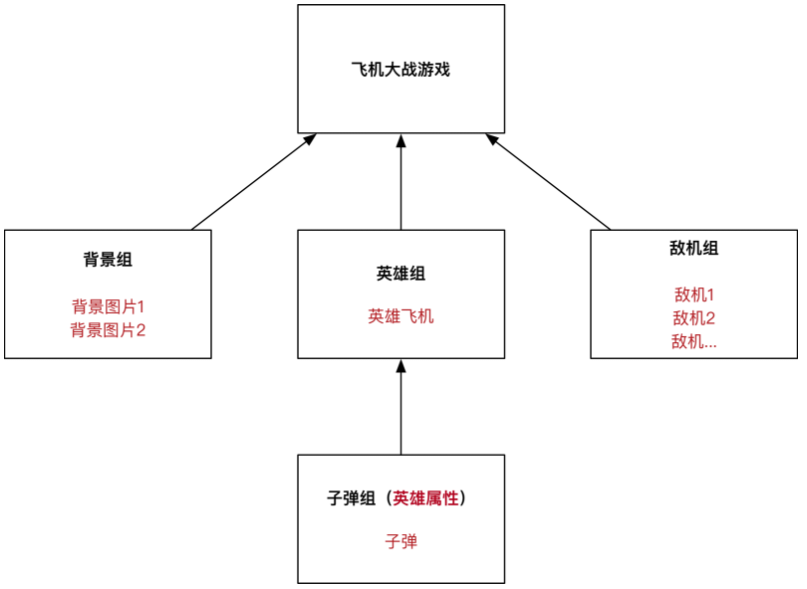 飞机大战游戏
背景组
背景图片1
背景图片2
英雄组
英雄飞机
敌机组
敌机1
敌机2
敌机...
子弹组（英雄属性）
子弹